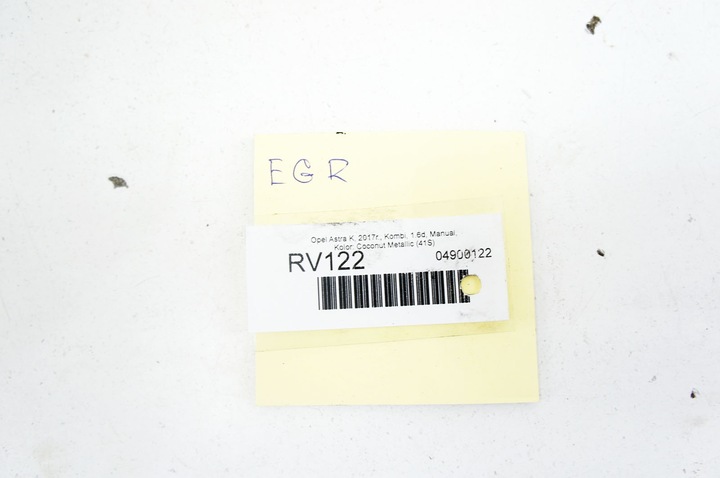 EGR
Opel Astra K, 2017r., Kombi, 1.6d, Manual,
Kolor: Coconut Metallic (41S)
RV122 04900122